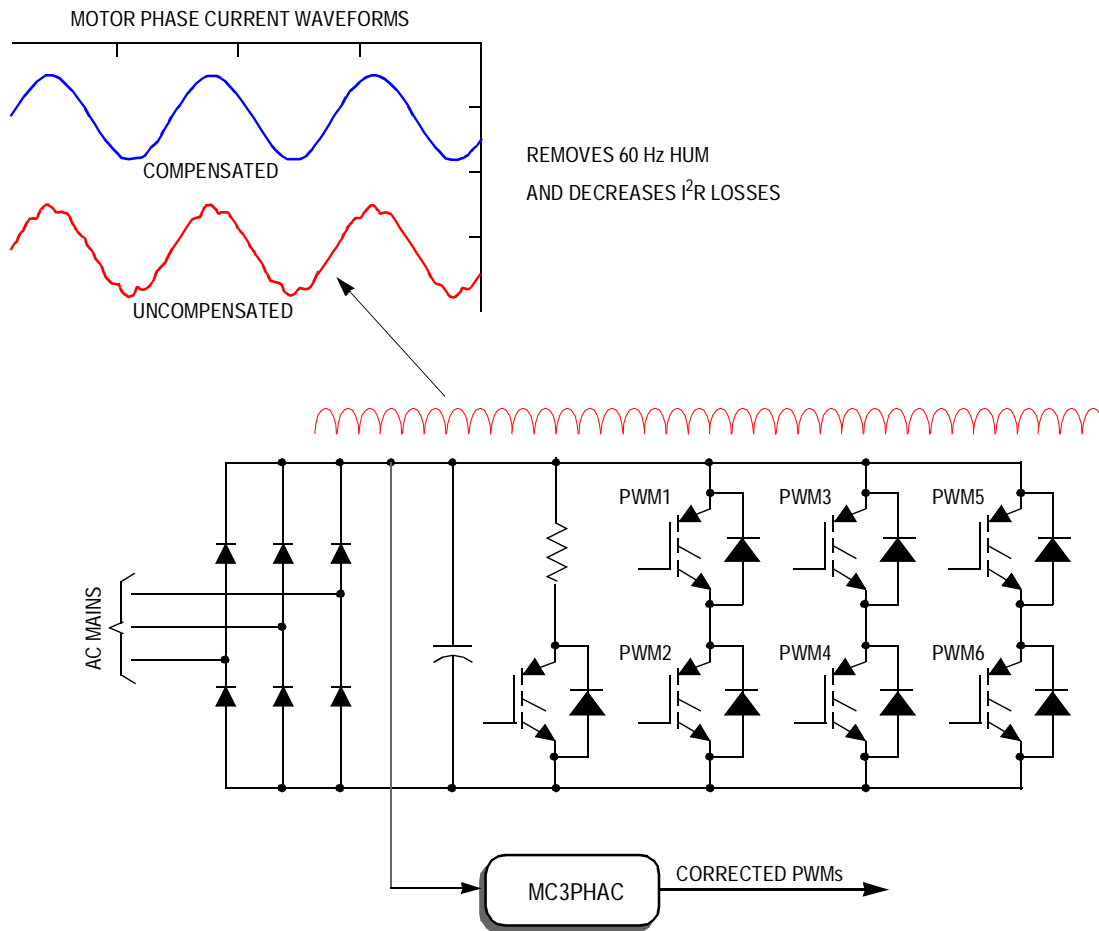 MOTOR PHASE CURRENT WAVEFORMS
COMPENSATED
UNCOMPENSATED
REMOVES 60 Hz HUM
AND DECREASES I²R LOSSES
PWM1
PWM3
PWM5
AC MAINS
PWM2
PWM4
PWM6
MC3PHAC
CORRECTED PWMs